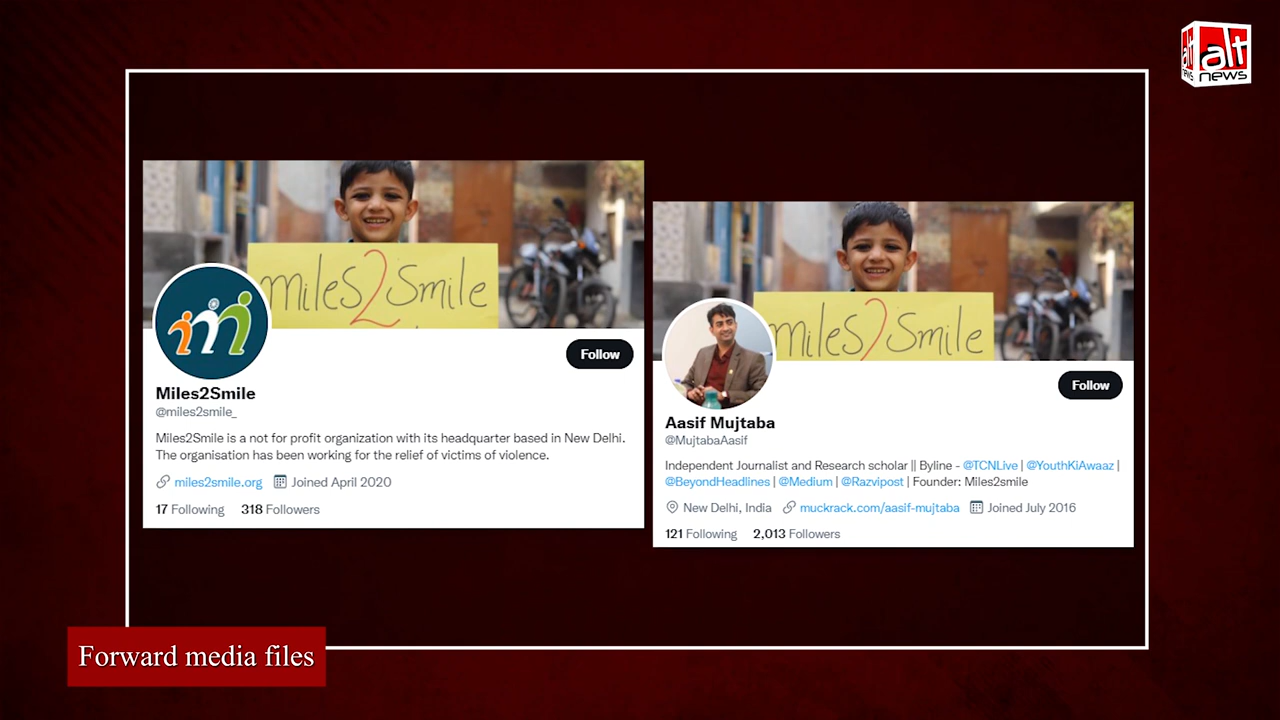 alt
news
miles2Smile
Follow
Miles2Smile
@miles2smile_
Miles2Smile is a not for profit organization with its headquarter based in New Delhi.
The organisation has been working for the relief of victims of violence.
miles2smile.org Joined April 2020
17 Following 318 Followers
miles2Smile
Follow
Aasif Mujtaba
@MujtabaAasif
Independent Journalist and Research scholar || Byline - @TCNLive | @YouthKiAwaaz |
@BeyondHeadlines | @Medium | @Razvipost | Founder: Miles2smile
New Delhi, India muckrack.com/aasif-mujtaba Joined July 2016
121 Following 2,013 Followers
Forward media files